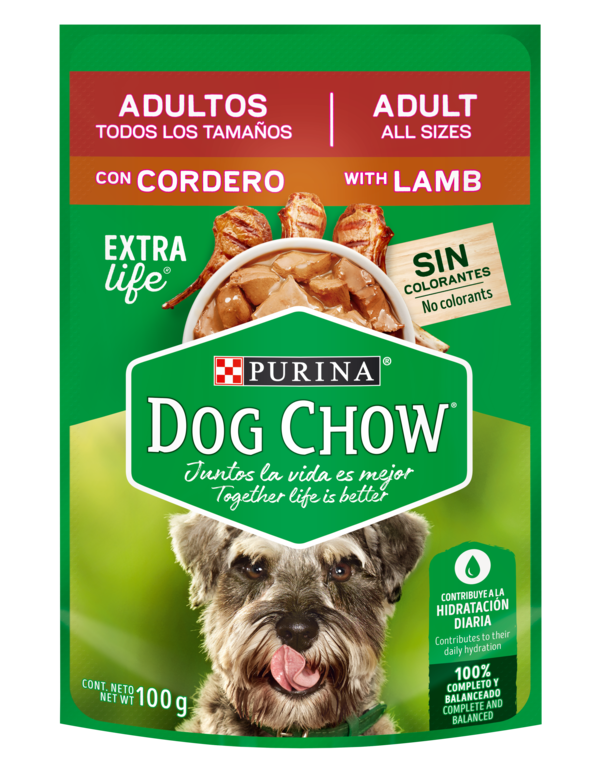 ADULTOS
TODOS LOS TAMAÑOS
ADULT
ALL SIZES
CON CORDERO
WITH LAMB
EXTRA
life®
SIN
COLORANTES
No colorants
PURINA®
DOG CHOW®
Juntos la vida es mejor
Together life is better
CONTRIBUYE A LA
HIDRATACIÓN
DIARIA
Contributes to their
daily hydration
100%
COMPLETO Y
BALANCEADO
COMPLETE AND
BALANCED
CONT. NETO
NET WT 100g